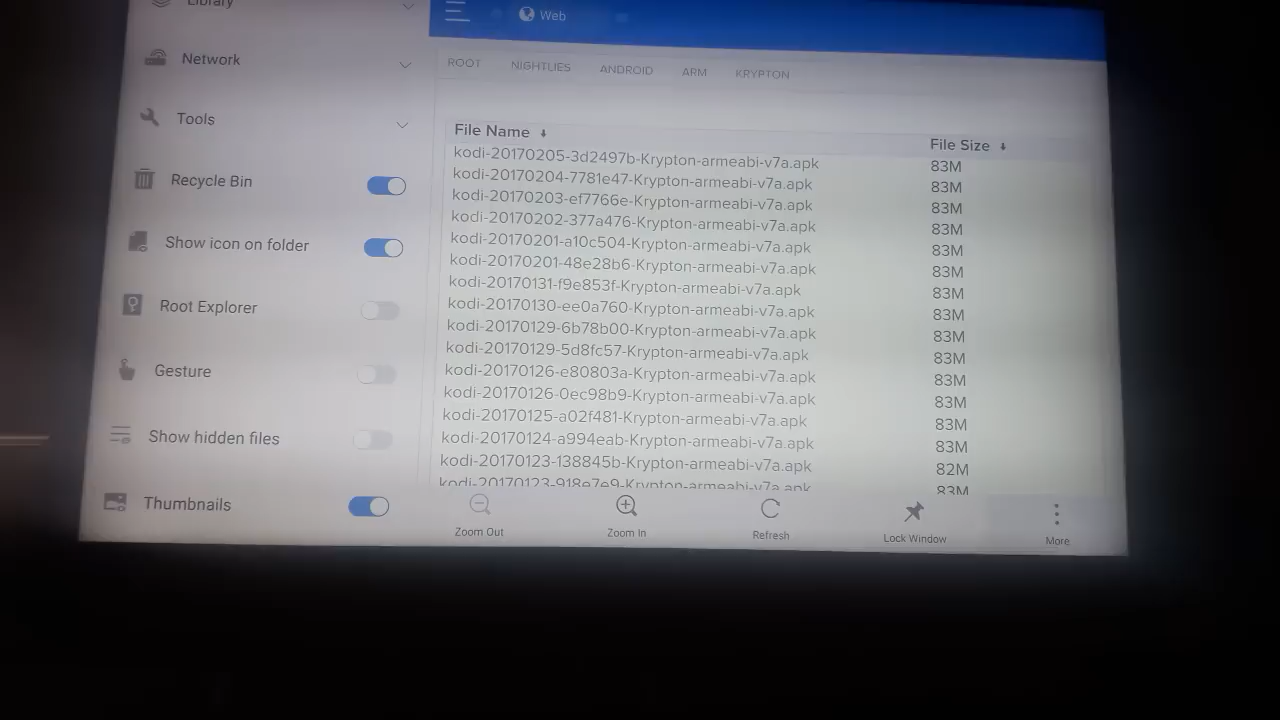 Library
Network
Tools
Recycle Bin
Show icon on folder
Root Explorer
Gesture
Show hidden files
Thumbnails
Web
ROOT NIGHTLIES ANDROID ARM KRYPTON
File Name File Size
kodi-20170205-3d2497b-Krypton-armeabi-v7a.apk 83M
kodi-20170204-7781e47-Krypton-armeabi-v7a.apk 83M
kodi-20170203-ef7766e-Krypton-armeabi-v7a.apk 83M
kodi-20170202-377a476-Krypton-armeabi-v7a.apk 83M
kodi-20170201-a10c504-Krypton-armeabi-v7a.apk 83M
kodi-20170201-48e28b6-Krypton-armeabi-v7a.apk 83M
kodi-20170131-f9e853f-Krypton-armeabi-v7a.apk 83M
kodi-20170130-ee0a760-Krypton-armeabi-v7a.apk 83M
kodi-20170129-6b78b00-Krypton-armeabi-v7a.apk 83M
kodi-20170129-5d8fc57-Krypton-armeabi-v7a.apk 83M
kodi-20170126-e80803a-Krypton-armeabi-v7a.apk 83M
kodi-20170126-0ec98b9-Krypton-armeabi-v7a.apk 83M
kodi-20170125-a02f481-Krypton-armeabi-v7a.apk 83M
kodi-20170124-a994eab-Krypton-armeabi-v7a.apk 83M
kodi-20170123-138845b-Krypton-armeabi-v7a.apk 82M
kodi-20170123-918e7e9-Krypton-armeabi-v7a.apk 83M
Zoom Out Zoom In Refresh Lock Window More